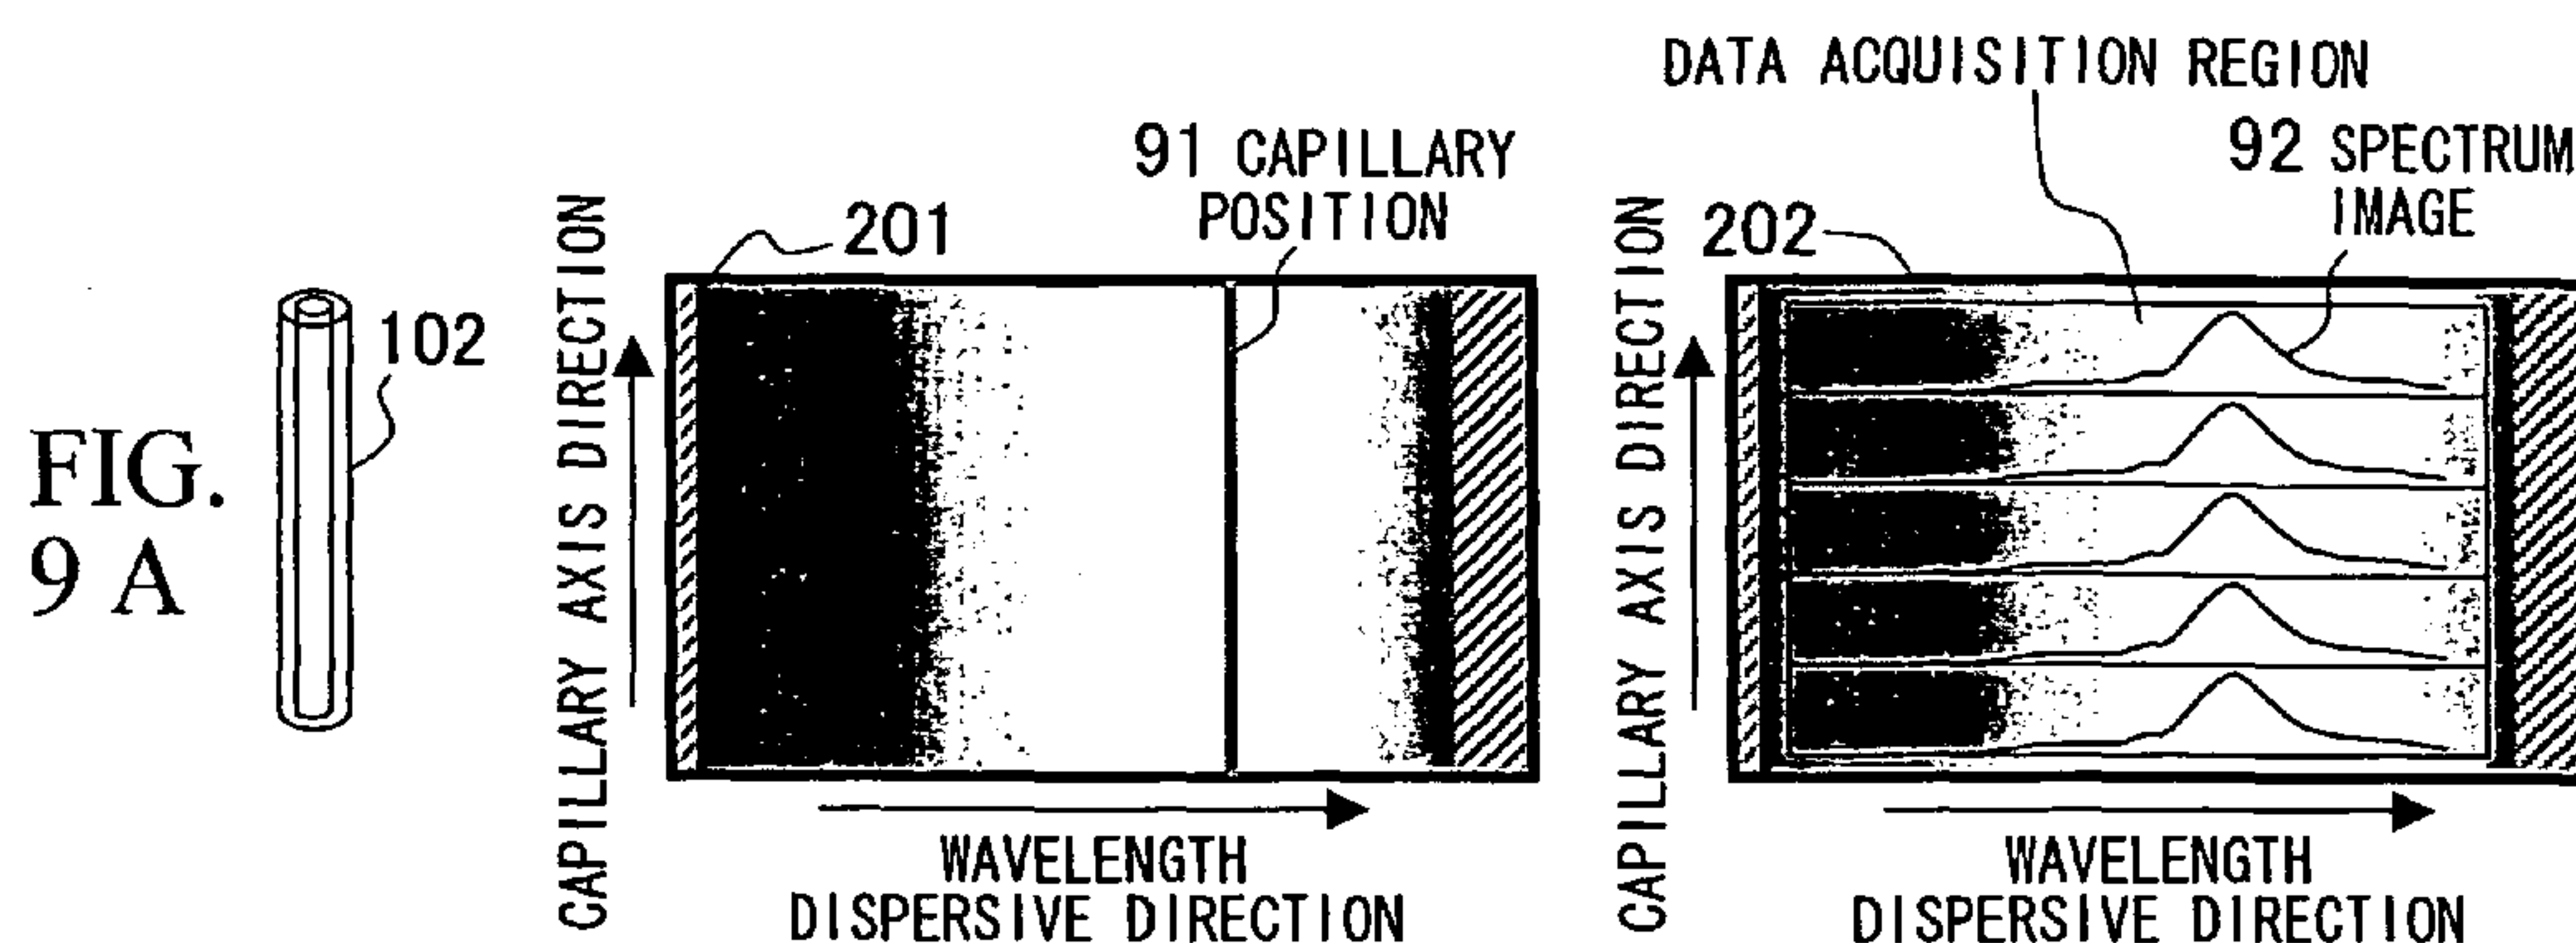 FIG.
9 A
102
CAPILLARY AXIS DIRECTION
201
91 CAPILLARY
POSITION
WAVELENGTH
DISPERSIVE DIRECTION
DATA ACQUISITION REGION
92 SPECTRUM
IMAGE
202
CAPILLARY AXIS DIRECTION
WAVELENGTH
DISPERSIVE DIRECTION